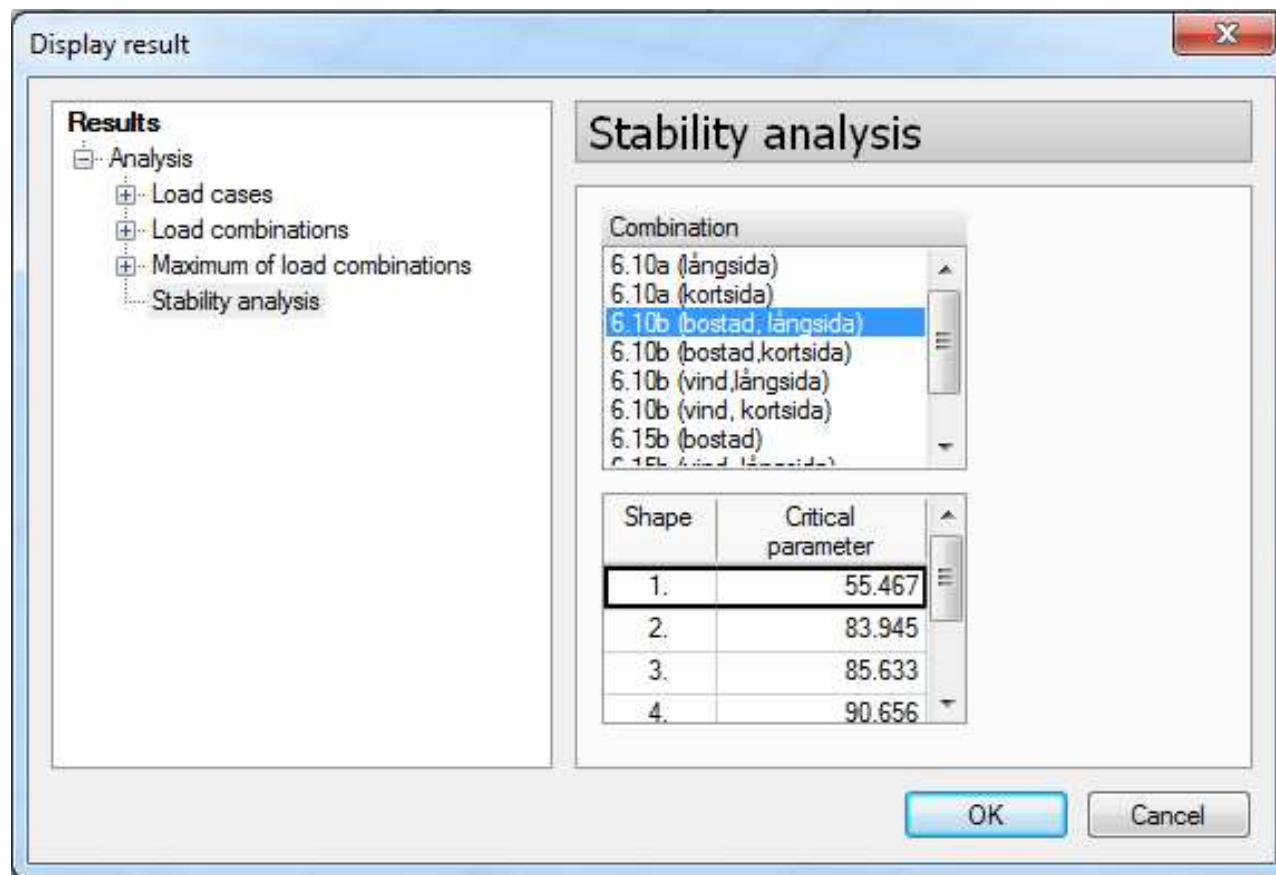 Display result
Results
Analysis
Load cases
Load combinations
Maximum of load combinations
Stability analysis
Stability analysis
Combination
6.10a (långsida)
6.10a (kortsida)
6.10b (bostad, långsida)
6.10b (bostad,kortsida)
6.10b (vind,långsida)
6.10b (vind, kortsida)
6.15b (bostad)
Shape Critical parameter
1. 55.467
2. 83.945
3. 85.633
4. 90.656
OK Cancel